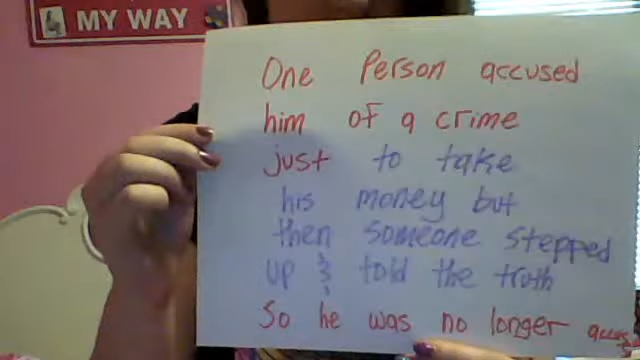 MY WAY
One Person accused
him of a crime
just to take
his money but
then someone stepped
up & told the truth
So he was no longer